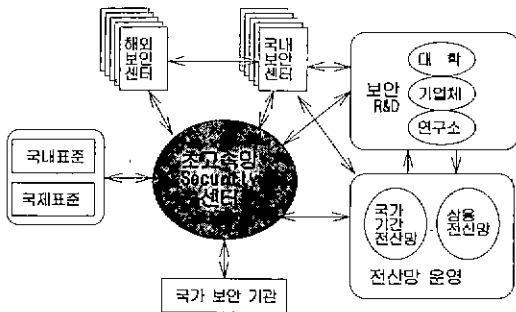 해외
보안
센터
국내
보안
센터
보안
R&D
대 학
기업체
연구소
국내표준
국제표준
초고속망
Security
센터
국가
기간
전산망
상용
전산망
전산망 운영
국가 보안 기관